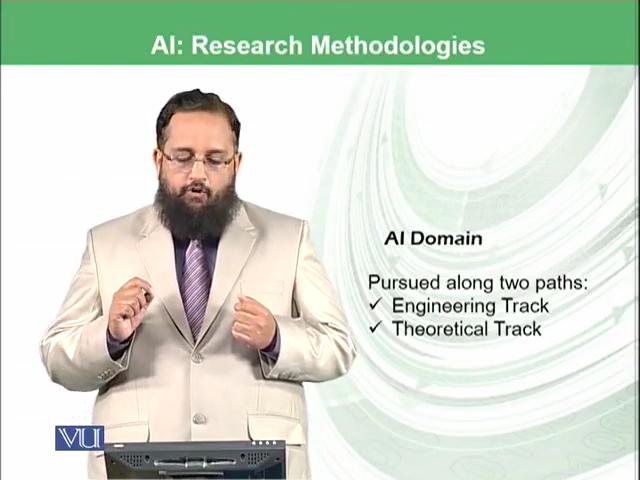 AI: Research Methodologies
AI Domain
Pursued along two paths:
✓ Engineering Track
✓ Theoretical Track
VU